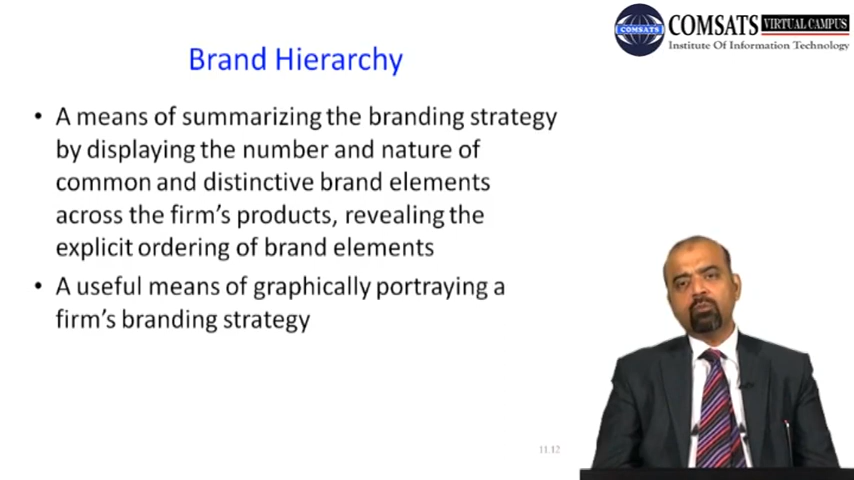 COMSATS
COMSATS VIRTUAL CAMPUS
Institute Of Information Technology
Brand Hierarchy
• A means of summarizing the branding strategy
by displaying the number and nature of
common and distinctive brand elements
across the firm's products, revealing the
explicit ordering of brand elements
• A useful means of graphically portraying a
firm's branding strategy
11.12